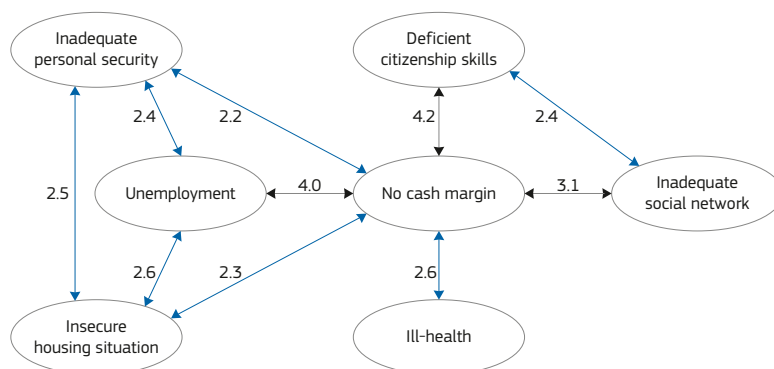 Inadequate
personal security
Deficient
citizenship skills
2.4
2.2
4.2
2.4
2.5
Unemployment
4.0
No cash margin
3.1
Inadequate
social network
2.6
2.3
2.6
Insecure
housing situation
Ill-health